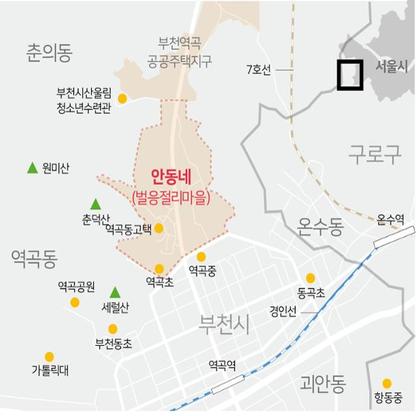 춘의동
부천역곡
공공주택지구
7호선
서울시
부천시산울림
청소년수련관
구로구
원미산
안동네
(벌응절리마을)
춘덕산
역곡동고택
온수동
온수역
역곡동
역곡초
역곡중
역곡공원
세럴산
동곡초
경인선
부천시
부천동초
역곡역
가톨릭대
괴안동
항동중